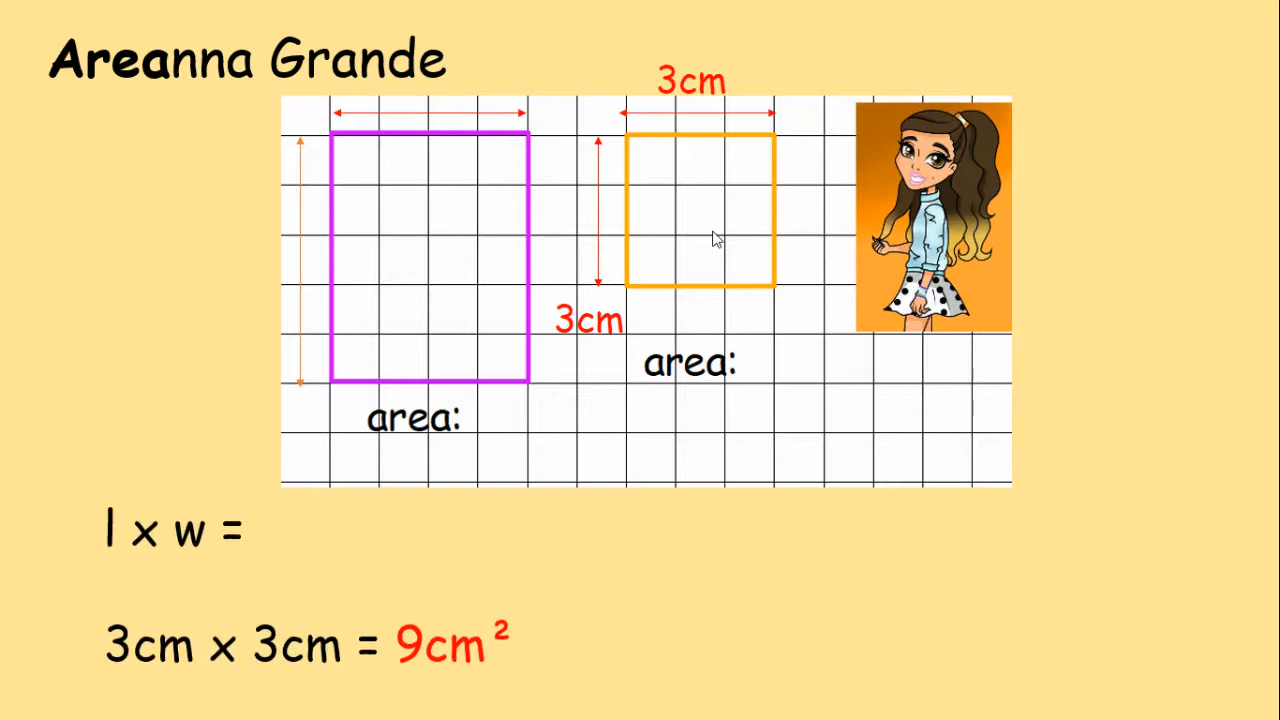 Areanna Grande
3cm
3cm
area:
area:
l x w =
3cm x 3cm = 9cm²